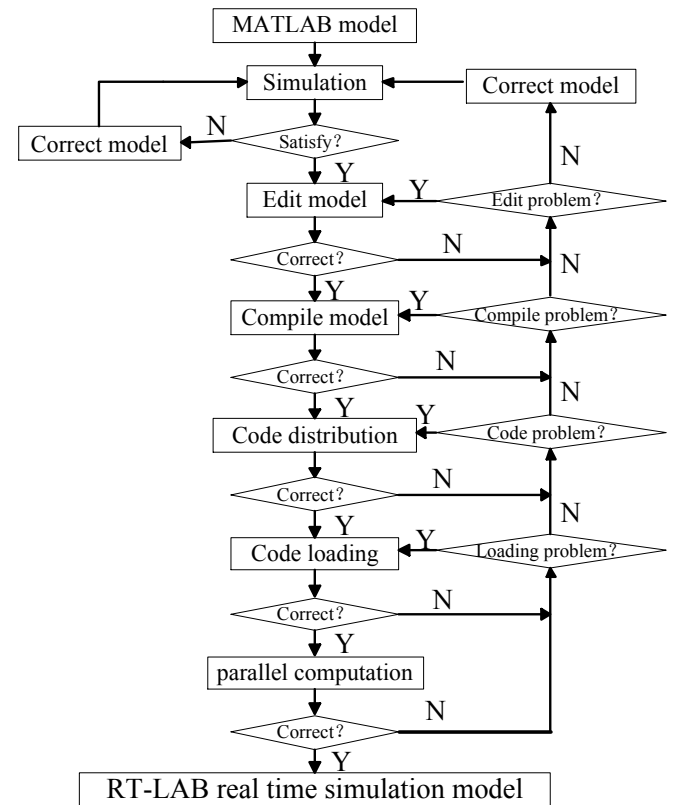 MATLAB model
Simulation
Correct model
N
Correct model
Satisfy?
N
Y
Edit model
Y
Edit problem?
Correct?
N
N
Y
Compile model
Y
Compile problem?
Correct?
N
N
Y
Code distribution
Y
Code problem?
Correct?
N
N
Y
Code loading
Y
Loading problem?
Correct?
N
Y
parallel computation
Correct?
N
Y
RT-LAB real time simulation model